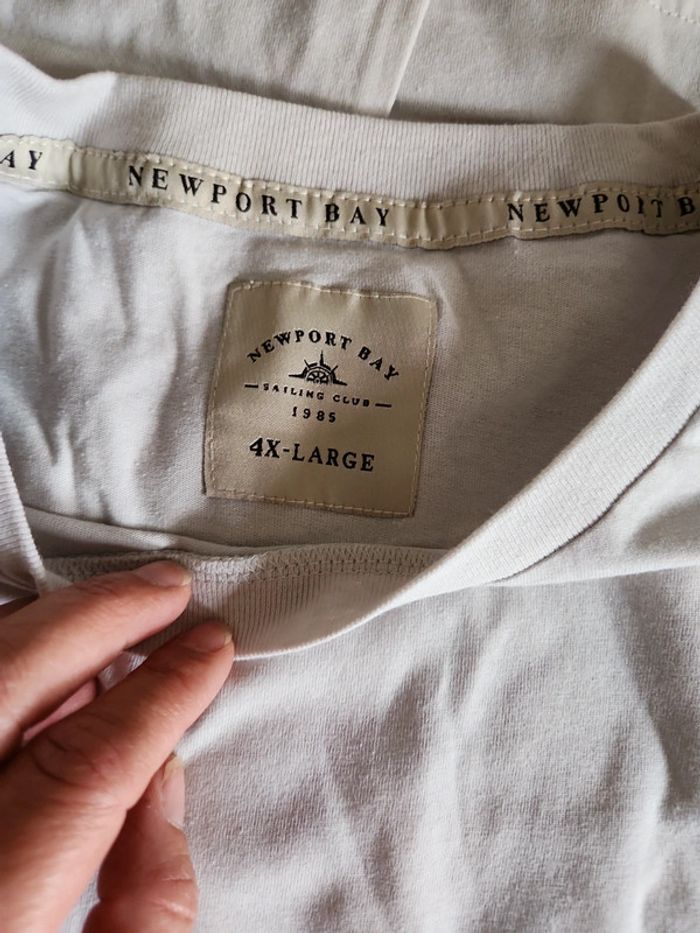 AY NEWPORT BAY NEWPORT B
NEWPORT BAY
SAILING CLUB
1985
4X-LARGE